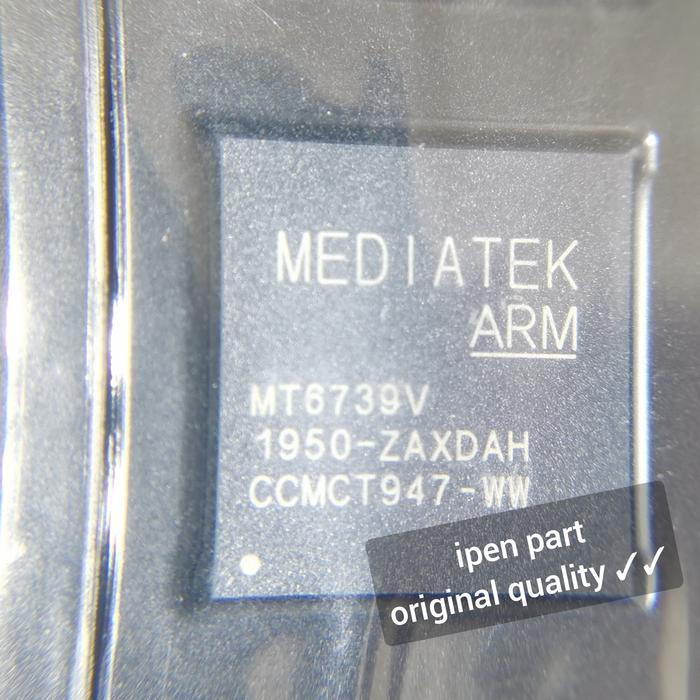 MEDIATEK
ARM
MT6739V
1950-ZAXDAH
CCMCT947-WW
ipen part
original quality ✓✓